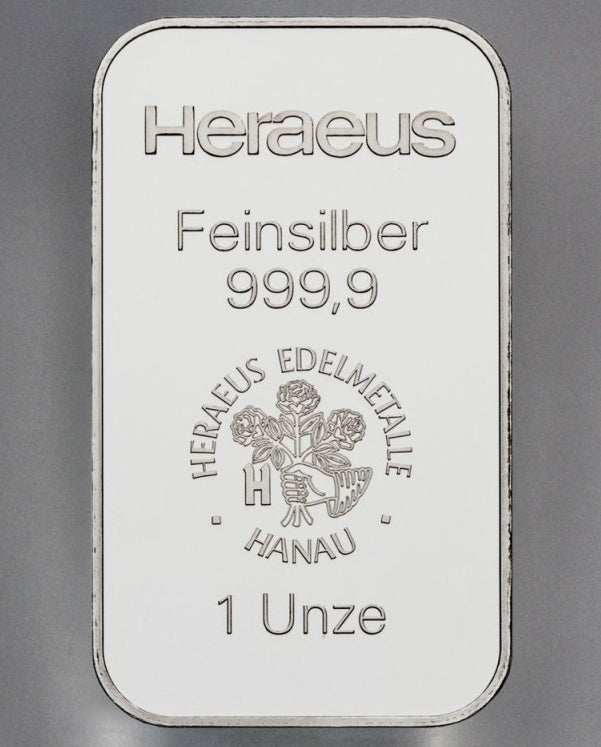 Heraeus
Feinsilber
999,9
HERAEUS EDELMETALLE
H
· HANAU ·
1 Unze